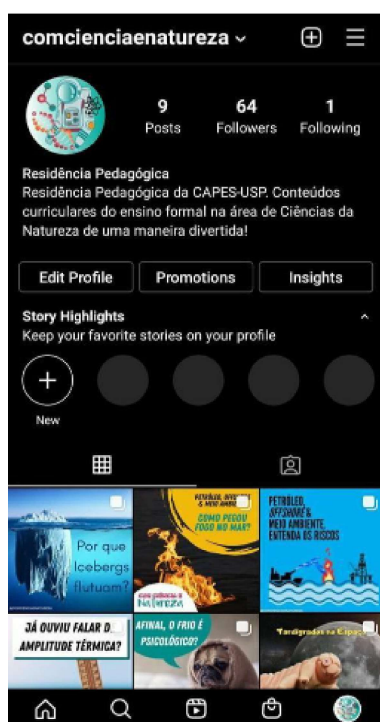 comcienciaenatureza
9 64 1
Posts Followers Following
Residência Pedagógica
Residência Pedagógica da CAPES-USP. Conteúdos
curriculares do ensino formal na área de Ciências da
Natureza de uma maneira divertida!
Edit Profile Promotions Insights
Story Highlights
Keep your favorite stories on your profile
New
Por que
Icebergs
flutuam?
PETRÓLEO,
& MEIO
COMO PEGOU
FOGO NO MAR?
Natureza
PETRÓLEO,
OFFSHORE &
MEIO AMBIENTE,
ENTENDA OS RISCOS
JÁ OUVIU FALAR D
AMPLITUDE TÉRMICA?
AFINAL, O FRIO É
PSICOLÓGICO?
Tardígrados no